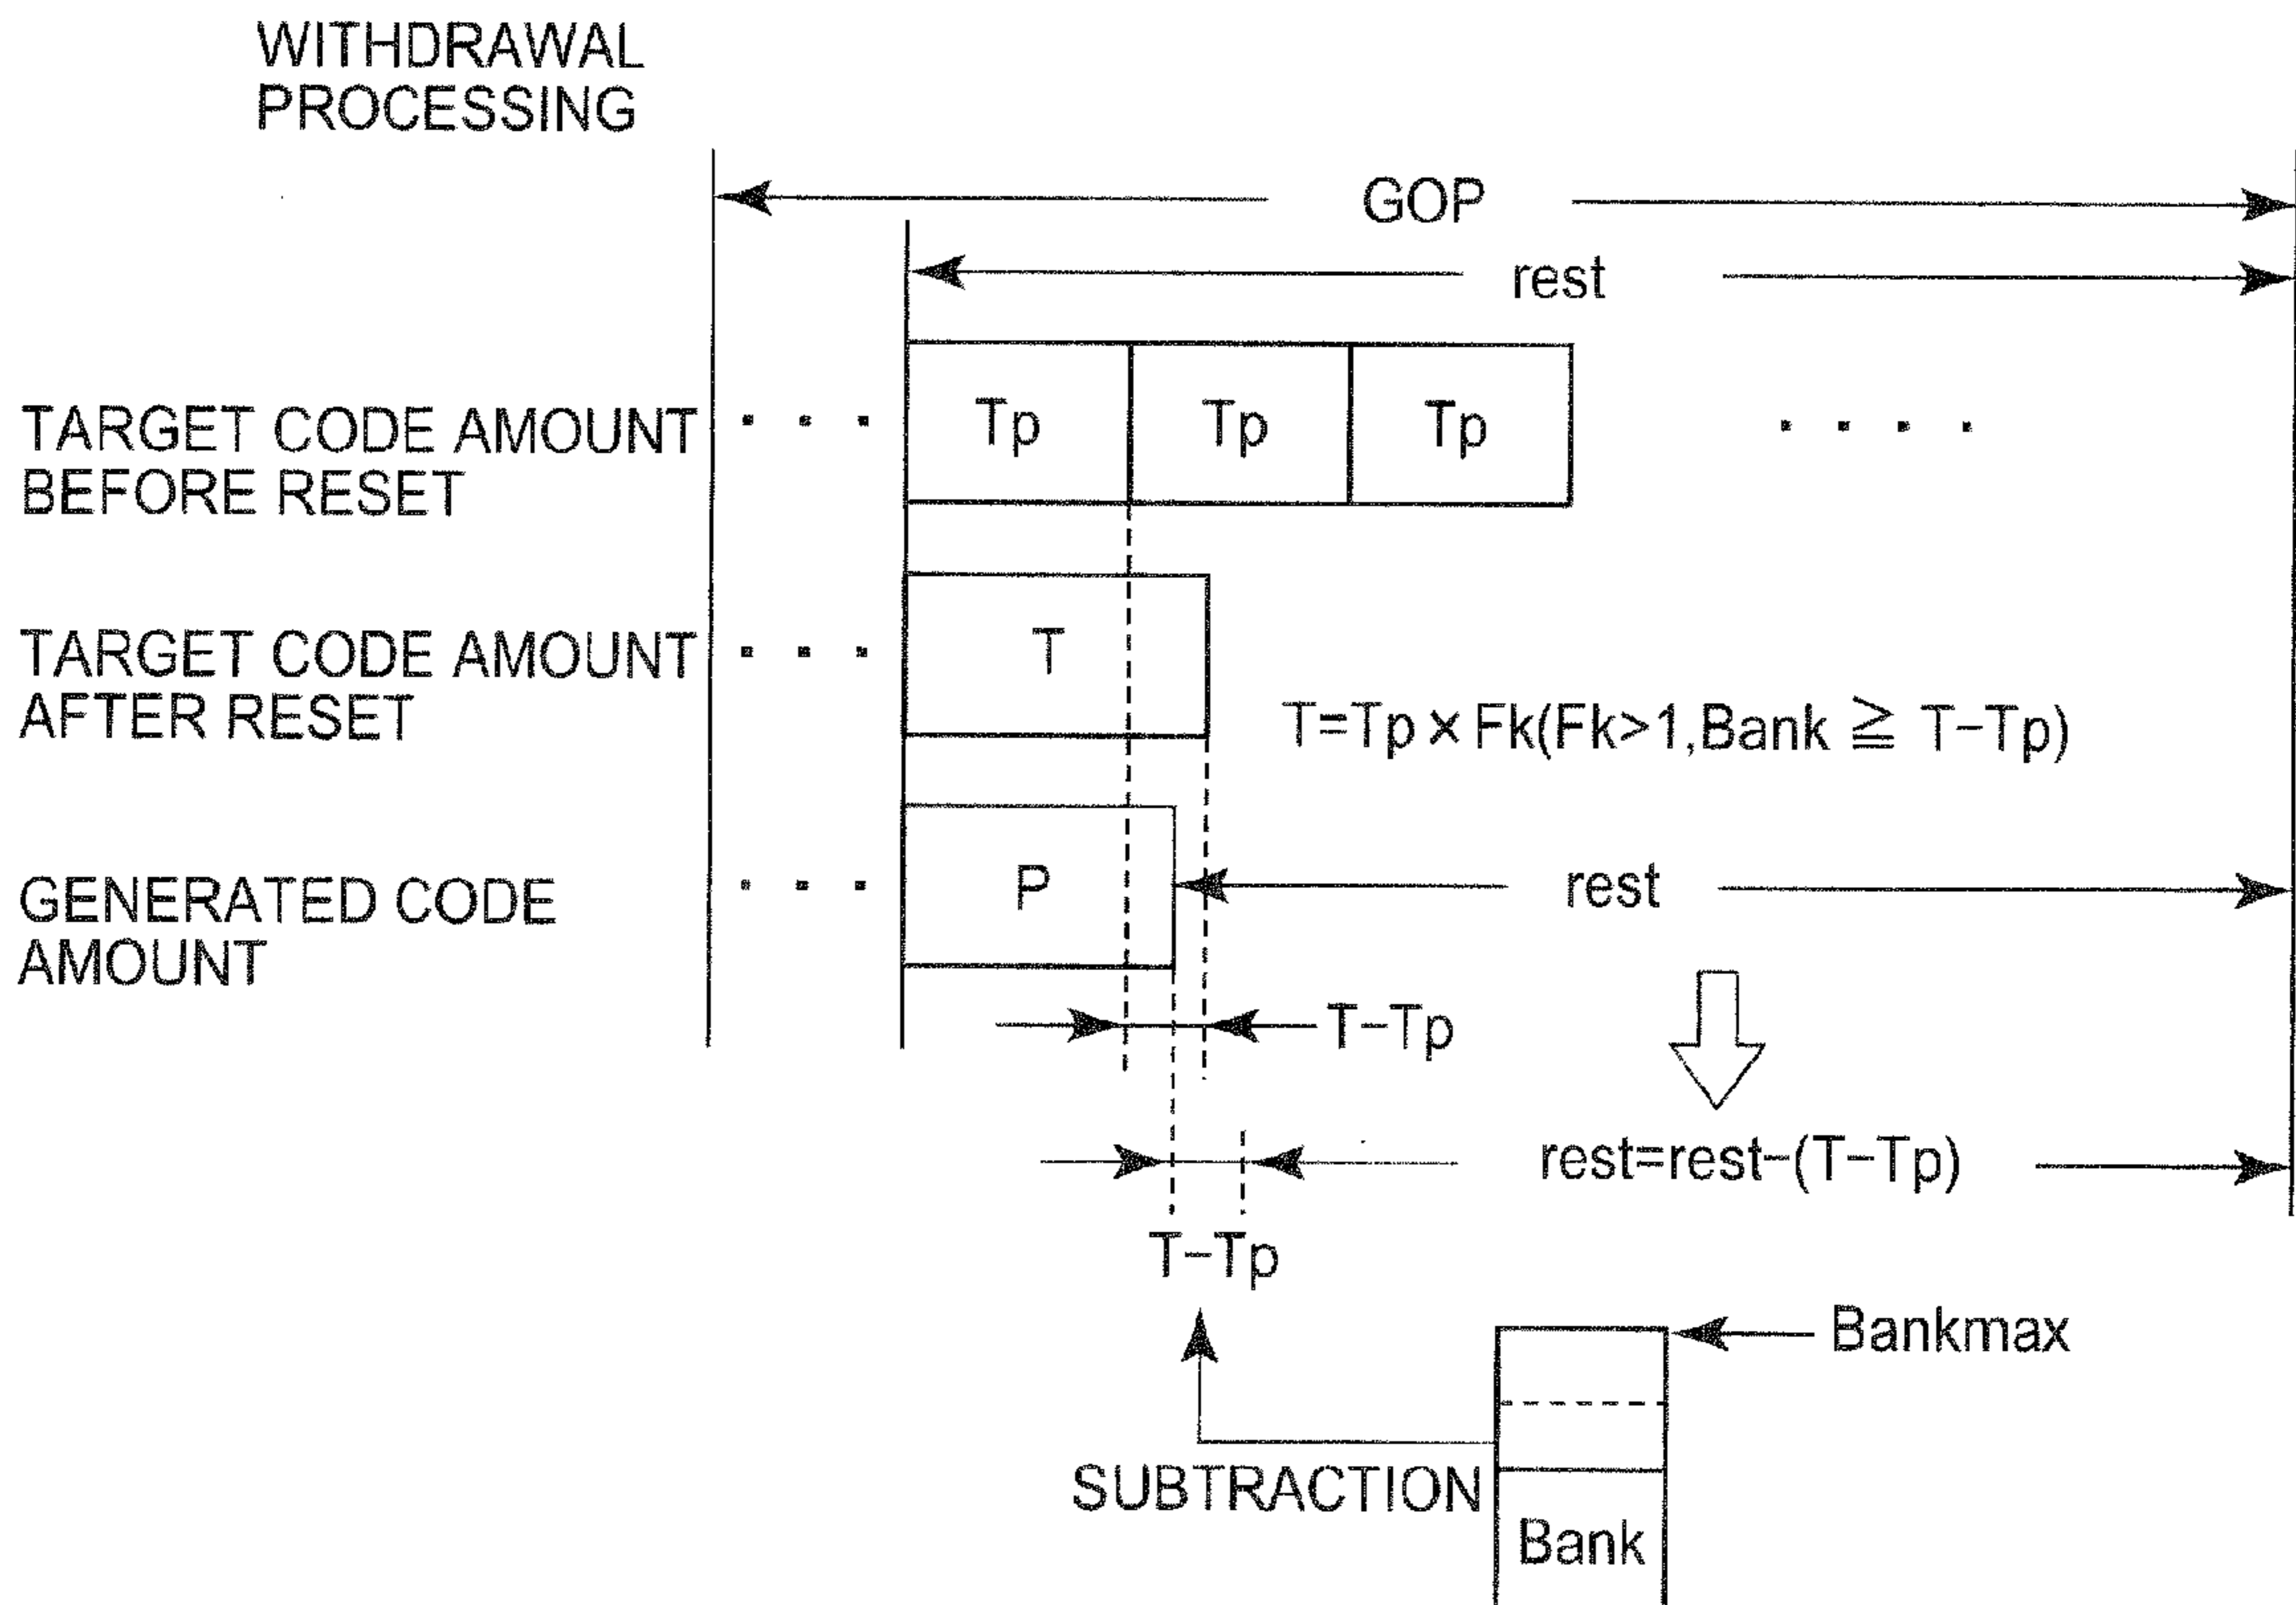 WITHDRAWAL
PROCESSING
GOP
rest
TARGET CODE AMOUNT
BEFORE RESET
· · ·
Tp
Tp
Tp
· · · ·
TARGET CODE AMOUNT
AFTER RESET
· · ·
T
T=Tp × Fk(Fk>1,Bank ≧ T-Tp)
GENERATED CODE
AMOUNT
· · ·
P
rest
T-Tp
rest=rest-(T-Tp)
T-Tp
Bankmax
SUBTRACTION
Bank